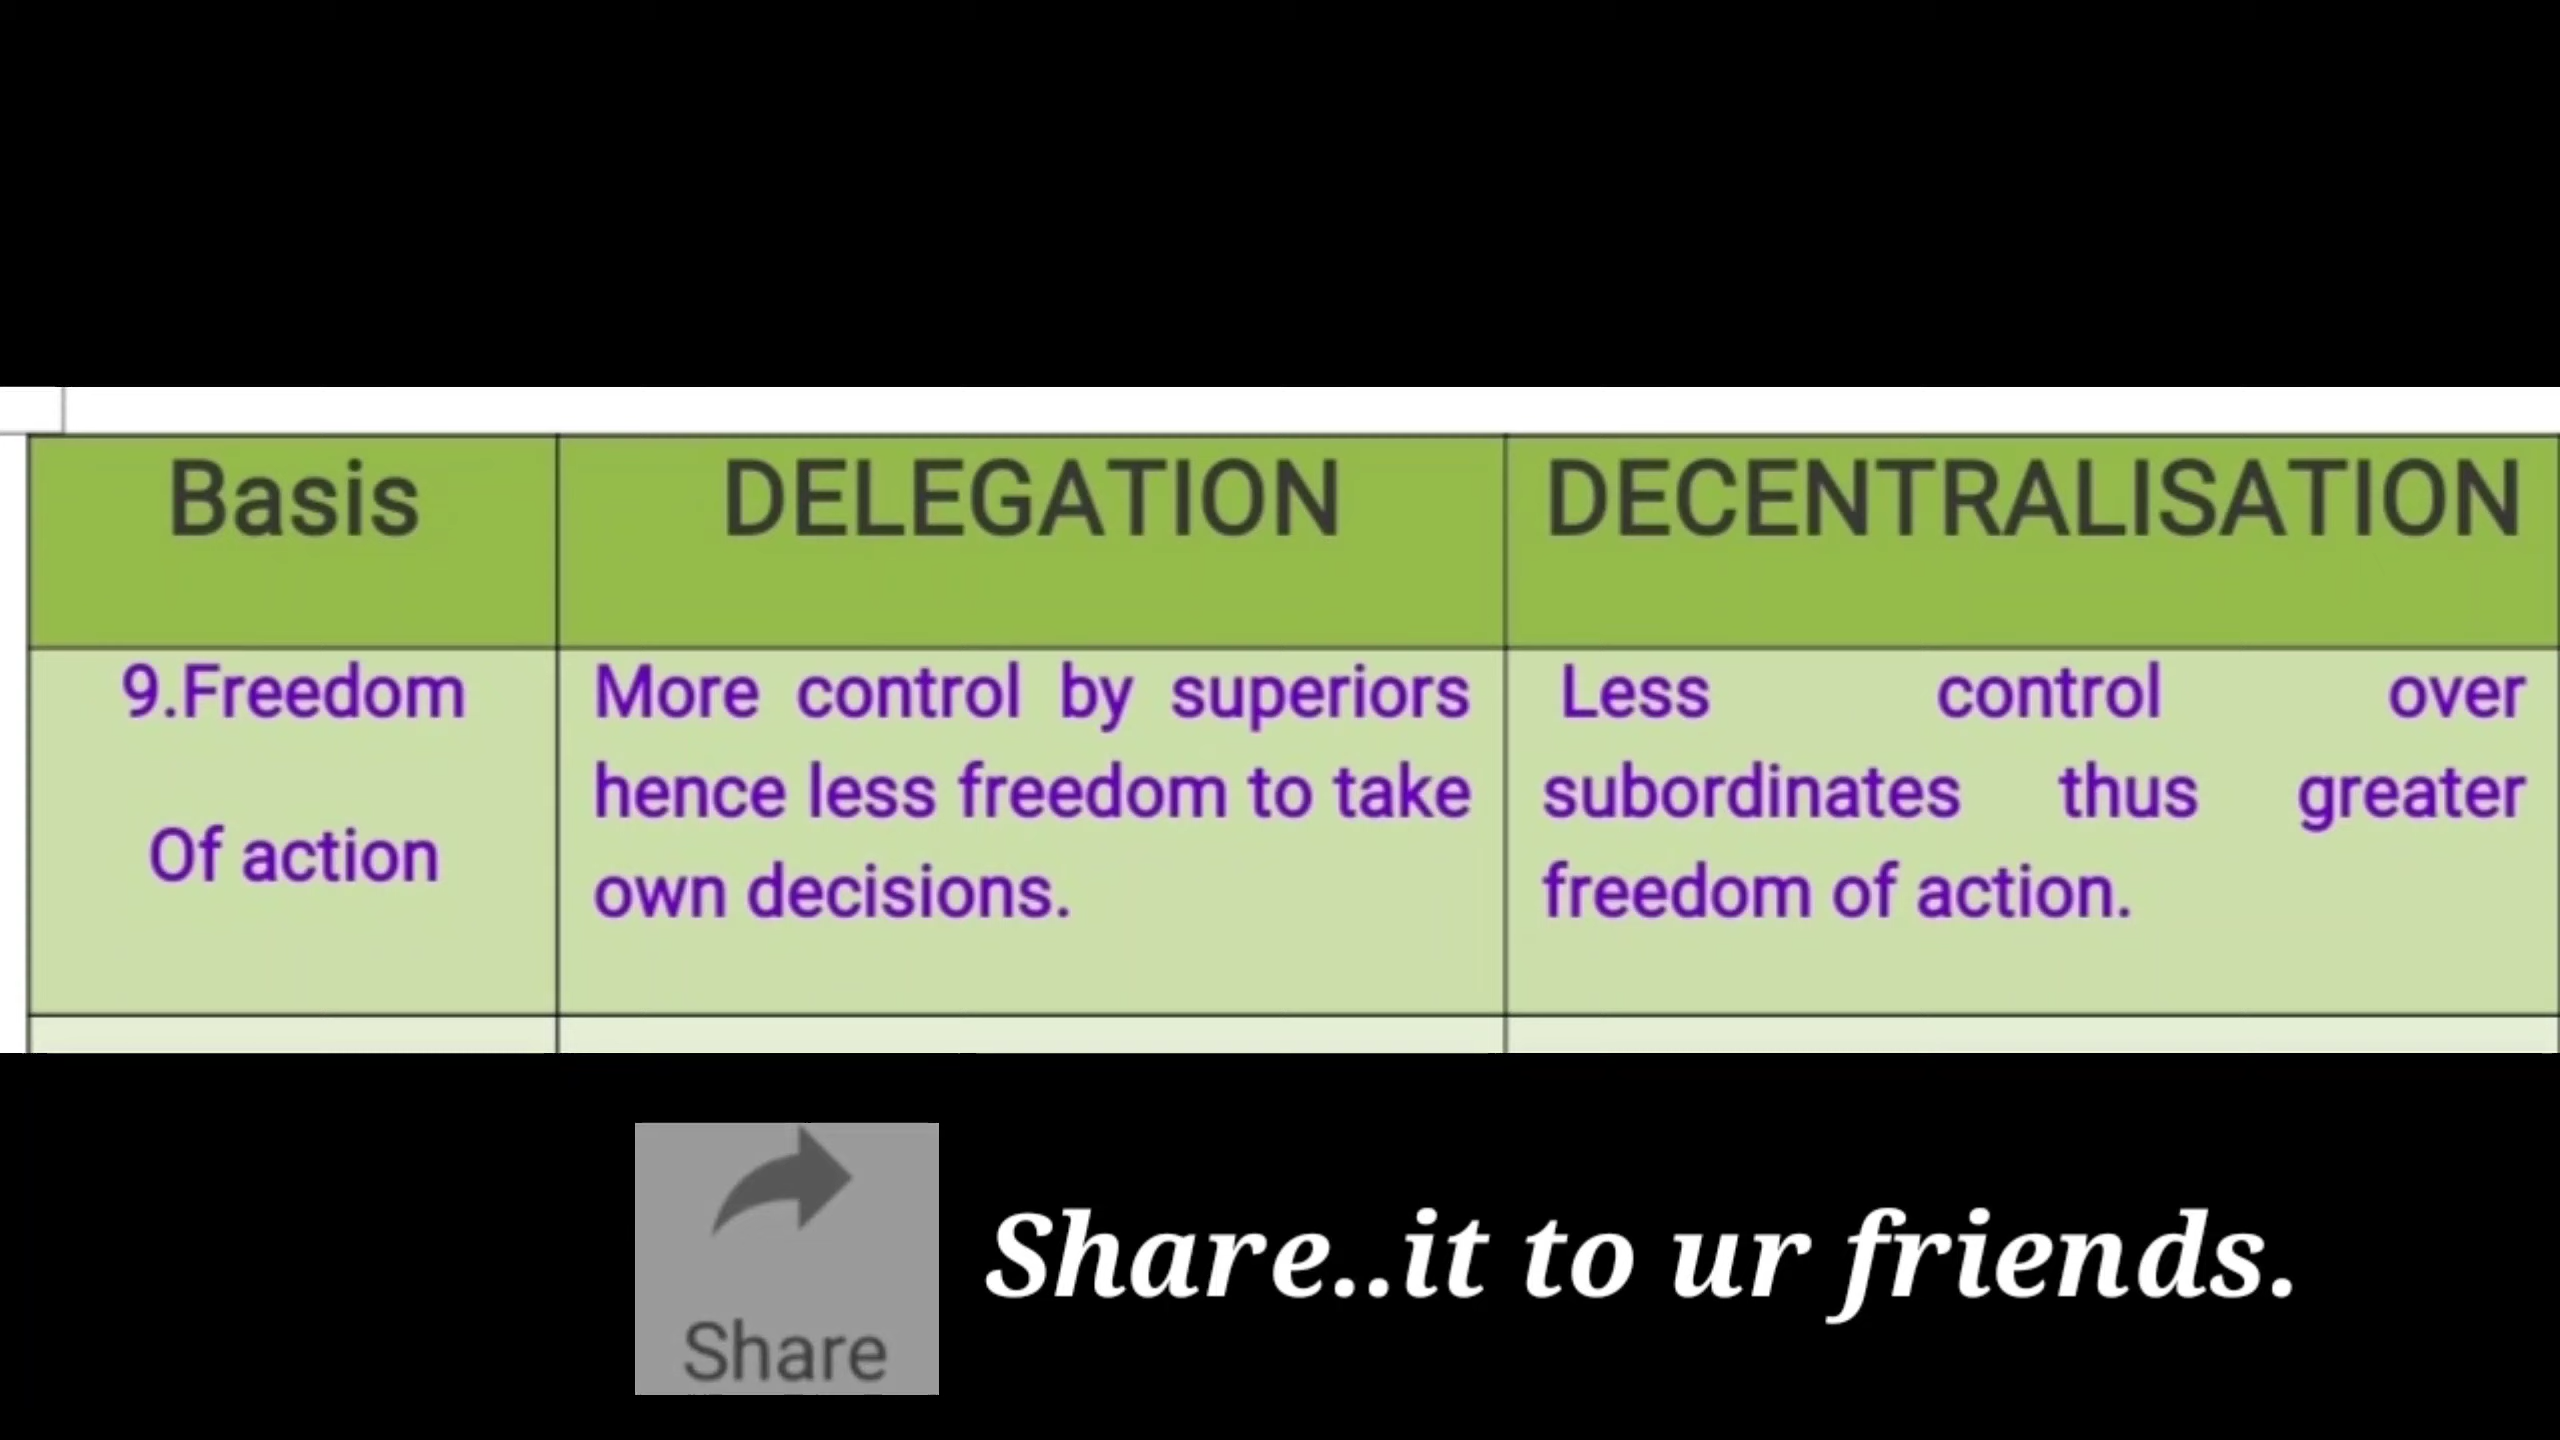 Basis
DELEGATION
DECENTRALISATION
9.Freedom
Of action
More control by superiors
hence less freedom to take
own decisions.
Less control over
subordinates thus greater
freedom of action.
Share
Share..it to ur friends.